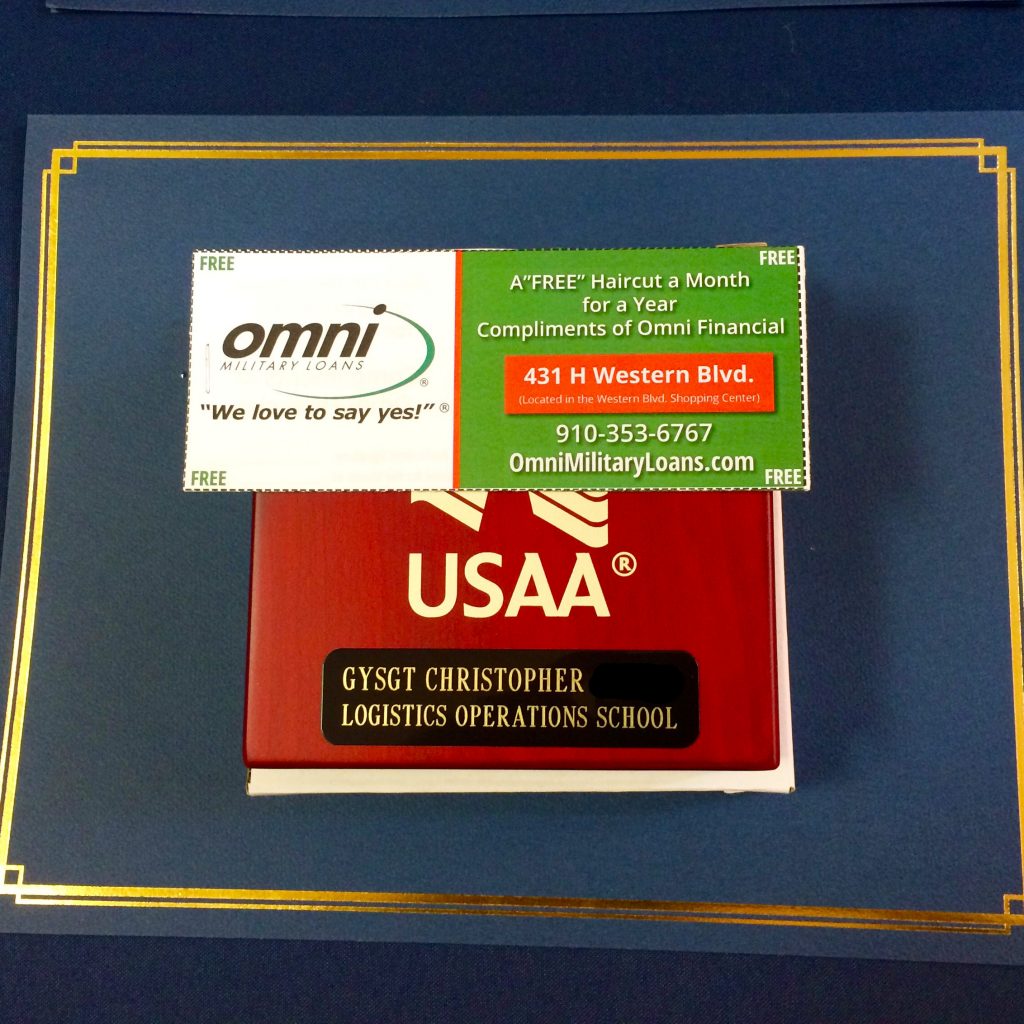 FREE
FREE
omni
MILITARY LOANS
®
"We love to say yes!" ®
FREE
A"FREE" Haircut a Month
for a Year
Compliments of Omni Financial
431 H Western Blvd.
(Located in the Western Blvd. Shopping Center)
910-353-6767
OmniMilitaryLoans.com
FREE
USAA®
GYSGT CHRISTOPHER
LOGISTICS OPERATIONS SCHOOL